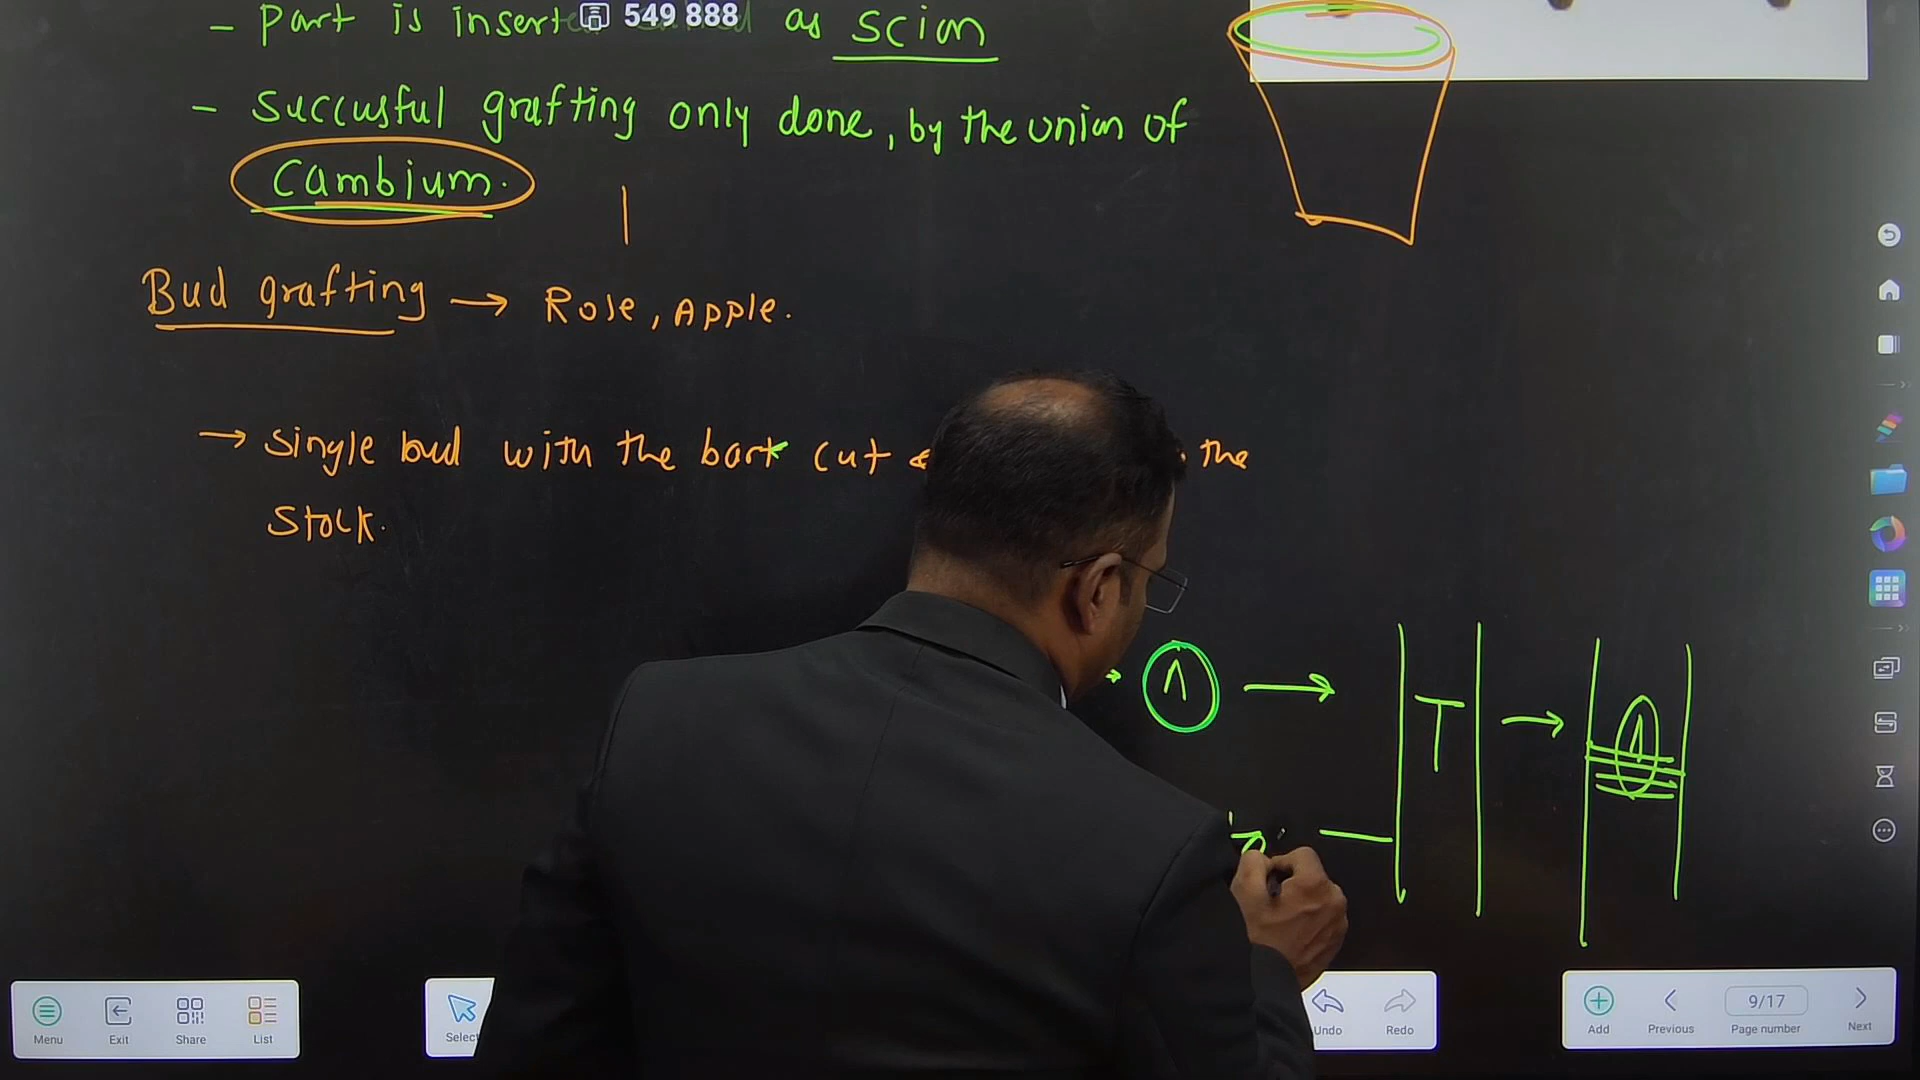 - Part is as Scion
549 888
- Succusful grafting only done, by the union of
Cambium.
Bud grafting → Rose, Apple.
→ Single bud with the bark cut the
Stock.
T
Menu
Exit
Share
List
Select
Undo
Redo
Add
Previous
9/17
Page number
Next